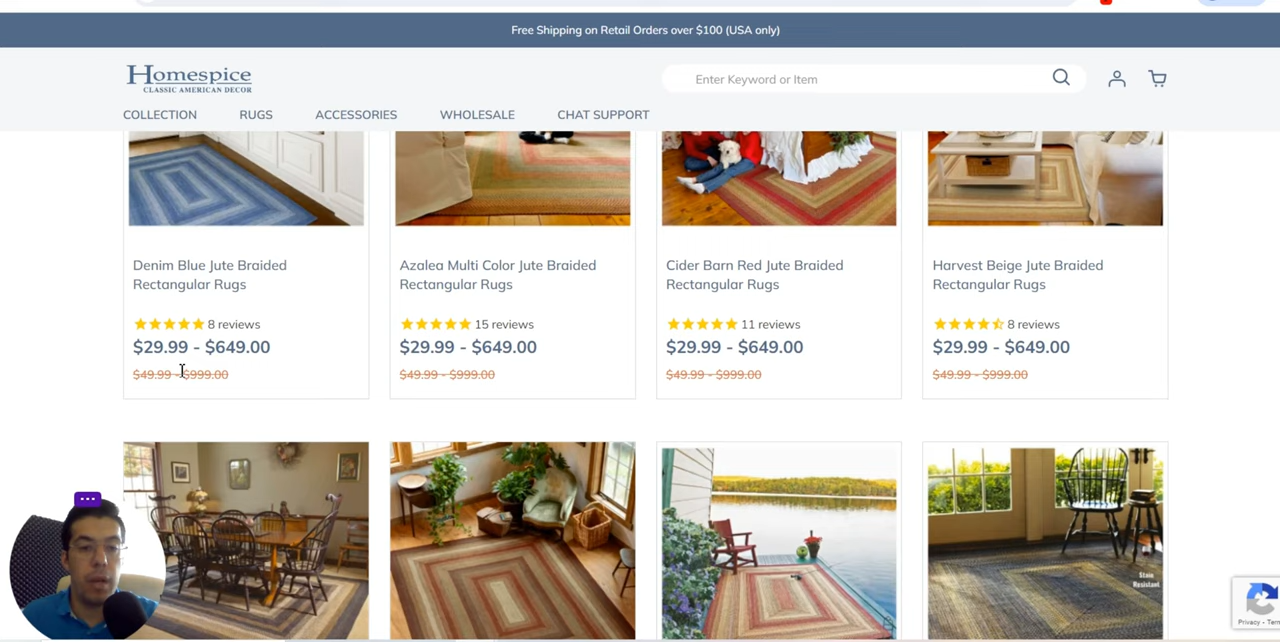 Free Shipping on Retail Orders over $100 (USA only)
Homespice
CLASSIC AMERICAN DECOR
Enter Keyword or Item
COLLECTION RUGS ACCESSORIES WHOLESALE CHAT SUPPORT
Denim Blue Jute Braided
Rectangular Rugs
8 reviews
$29.99 - $649.00
$49.99 - $999.00
Azalea Multi Color Jute Braided
Rectangular Rugs
15 reviews
$29.99 - $649.00
$49.99 - $999.00
Cider Barn Red Jute Braided
Rectangular Rugs
11 reviews
$29.99 - $649.00
$49.99 - $999.00
Harvest Beige Jute Braided
Rectangular Rugs
8 reviews
$29.99 - $649.00
$49.99 - $999.00
Stain
Resistant
Privacy - Tern